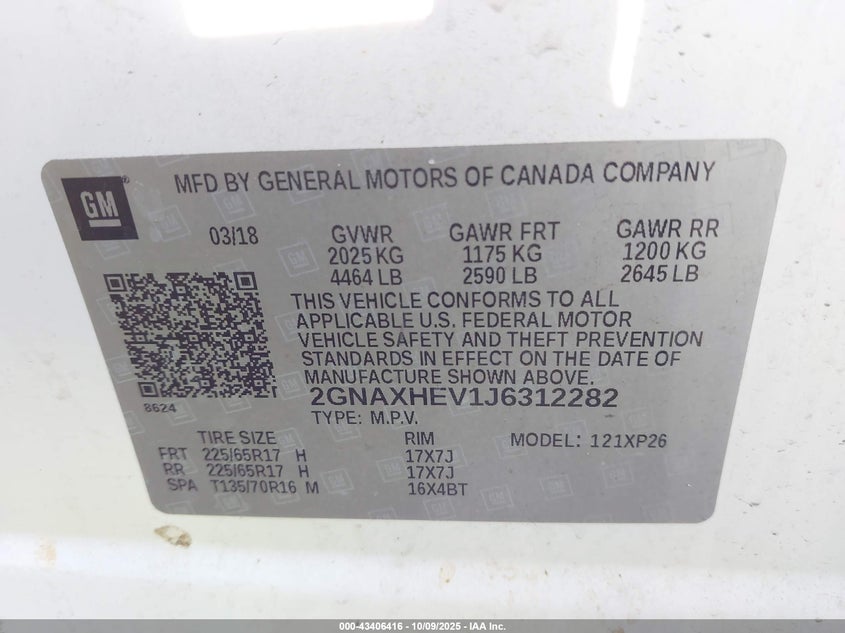 GM
MFD BY GENERAL MOTORS OF CANADA COMPANY
03/18 GVWR GAWR FRT GAWR RR
2025 KG 1175 KG 1200 KG
4464 LB 2590 LB 2645 LB
THIS VEHICLE CONFORMS TO ALL
APPLICABLE U.S. FEDERAL MOTOR
VEHICLE SAFETY AND THEFT PREVENTION
STANDARDS IN EFFECT ON THE DATE OF
MANUFACTURE SHOWN ABOVE.
8624
2GNAXHEV1J6312282
TYPE: M.P.V.
TIRE SIZE RIM MODEL: 121XP26
FRT 225/65R17 H 17X7J
RR 225/65R17 H 17X7J
SPA T135/70R16 M 16X4BT
000-43406416 - 10/09/2025 - IAA Inc.